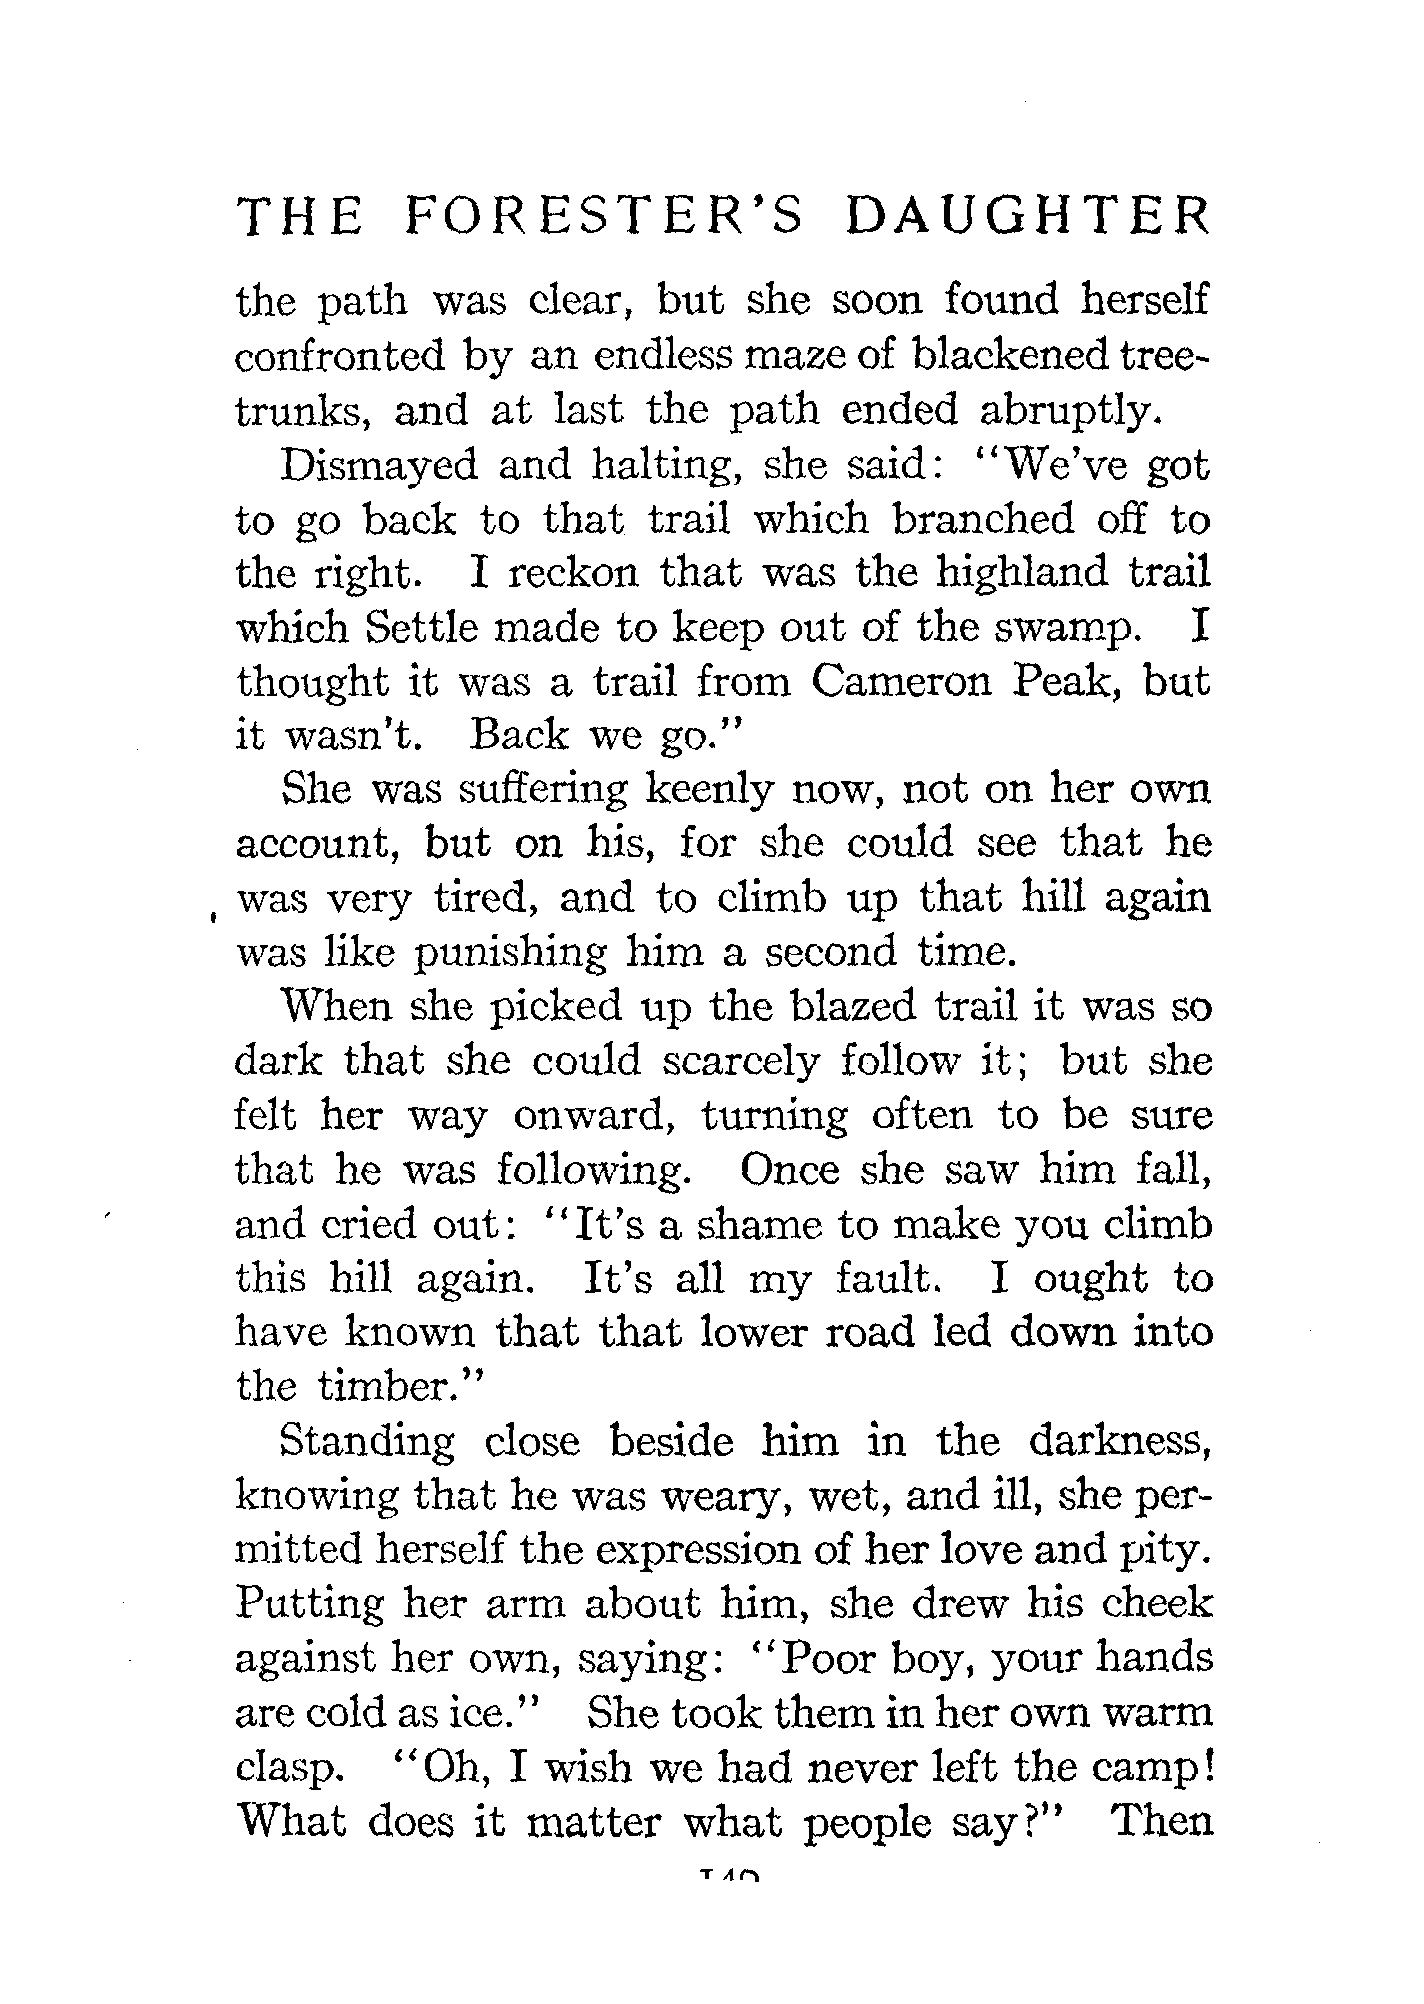 THE FORESTER'S DAUGHTER
the path was clear, but she soon found herself
confronted by an endless maze of blackened tree-
trunks, and at last the path ended abruptly.
Dismayed and halting, she said: "We've got
to go back to that trail which branched off to
the right. I reckon that was the highland trail
which Settle made to keep out of the swamp. I
thought it was a trail from Cameron Peak, but
it wasn't. Back we go."
She was suffering keenly now, not on her own
account, but on his, for she could see that he
was very tired, and to climb up that hill again
was like punishing him a second time.
When she picked up the blazed trail it was so
dark that she could scarcely follow it; but she
felt her way onward, turning often to be sure
that he was following. Once she saw him fall,
and cried out: "It's a shame to make you climb
this hill again. It's all my fault. I ought to
have known that that lower road led down into
the timber."
Standing close beside him in the darkness,
knowing that he was weary, wet, and ill, she per-
mitted herself the expression of her love and pity.
Putting her arm about him, she drew his cheek
against her own, saying: "Poor boy, your hands
are cold as ice." She took them in her own warm
clasp. "Oh, I wish we had never left the camp!
What does it matter what people say?" Then